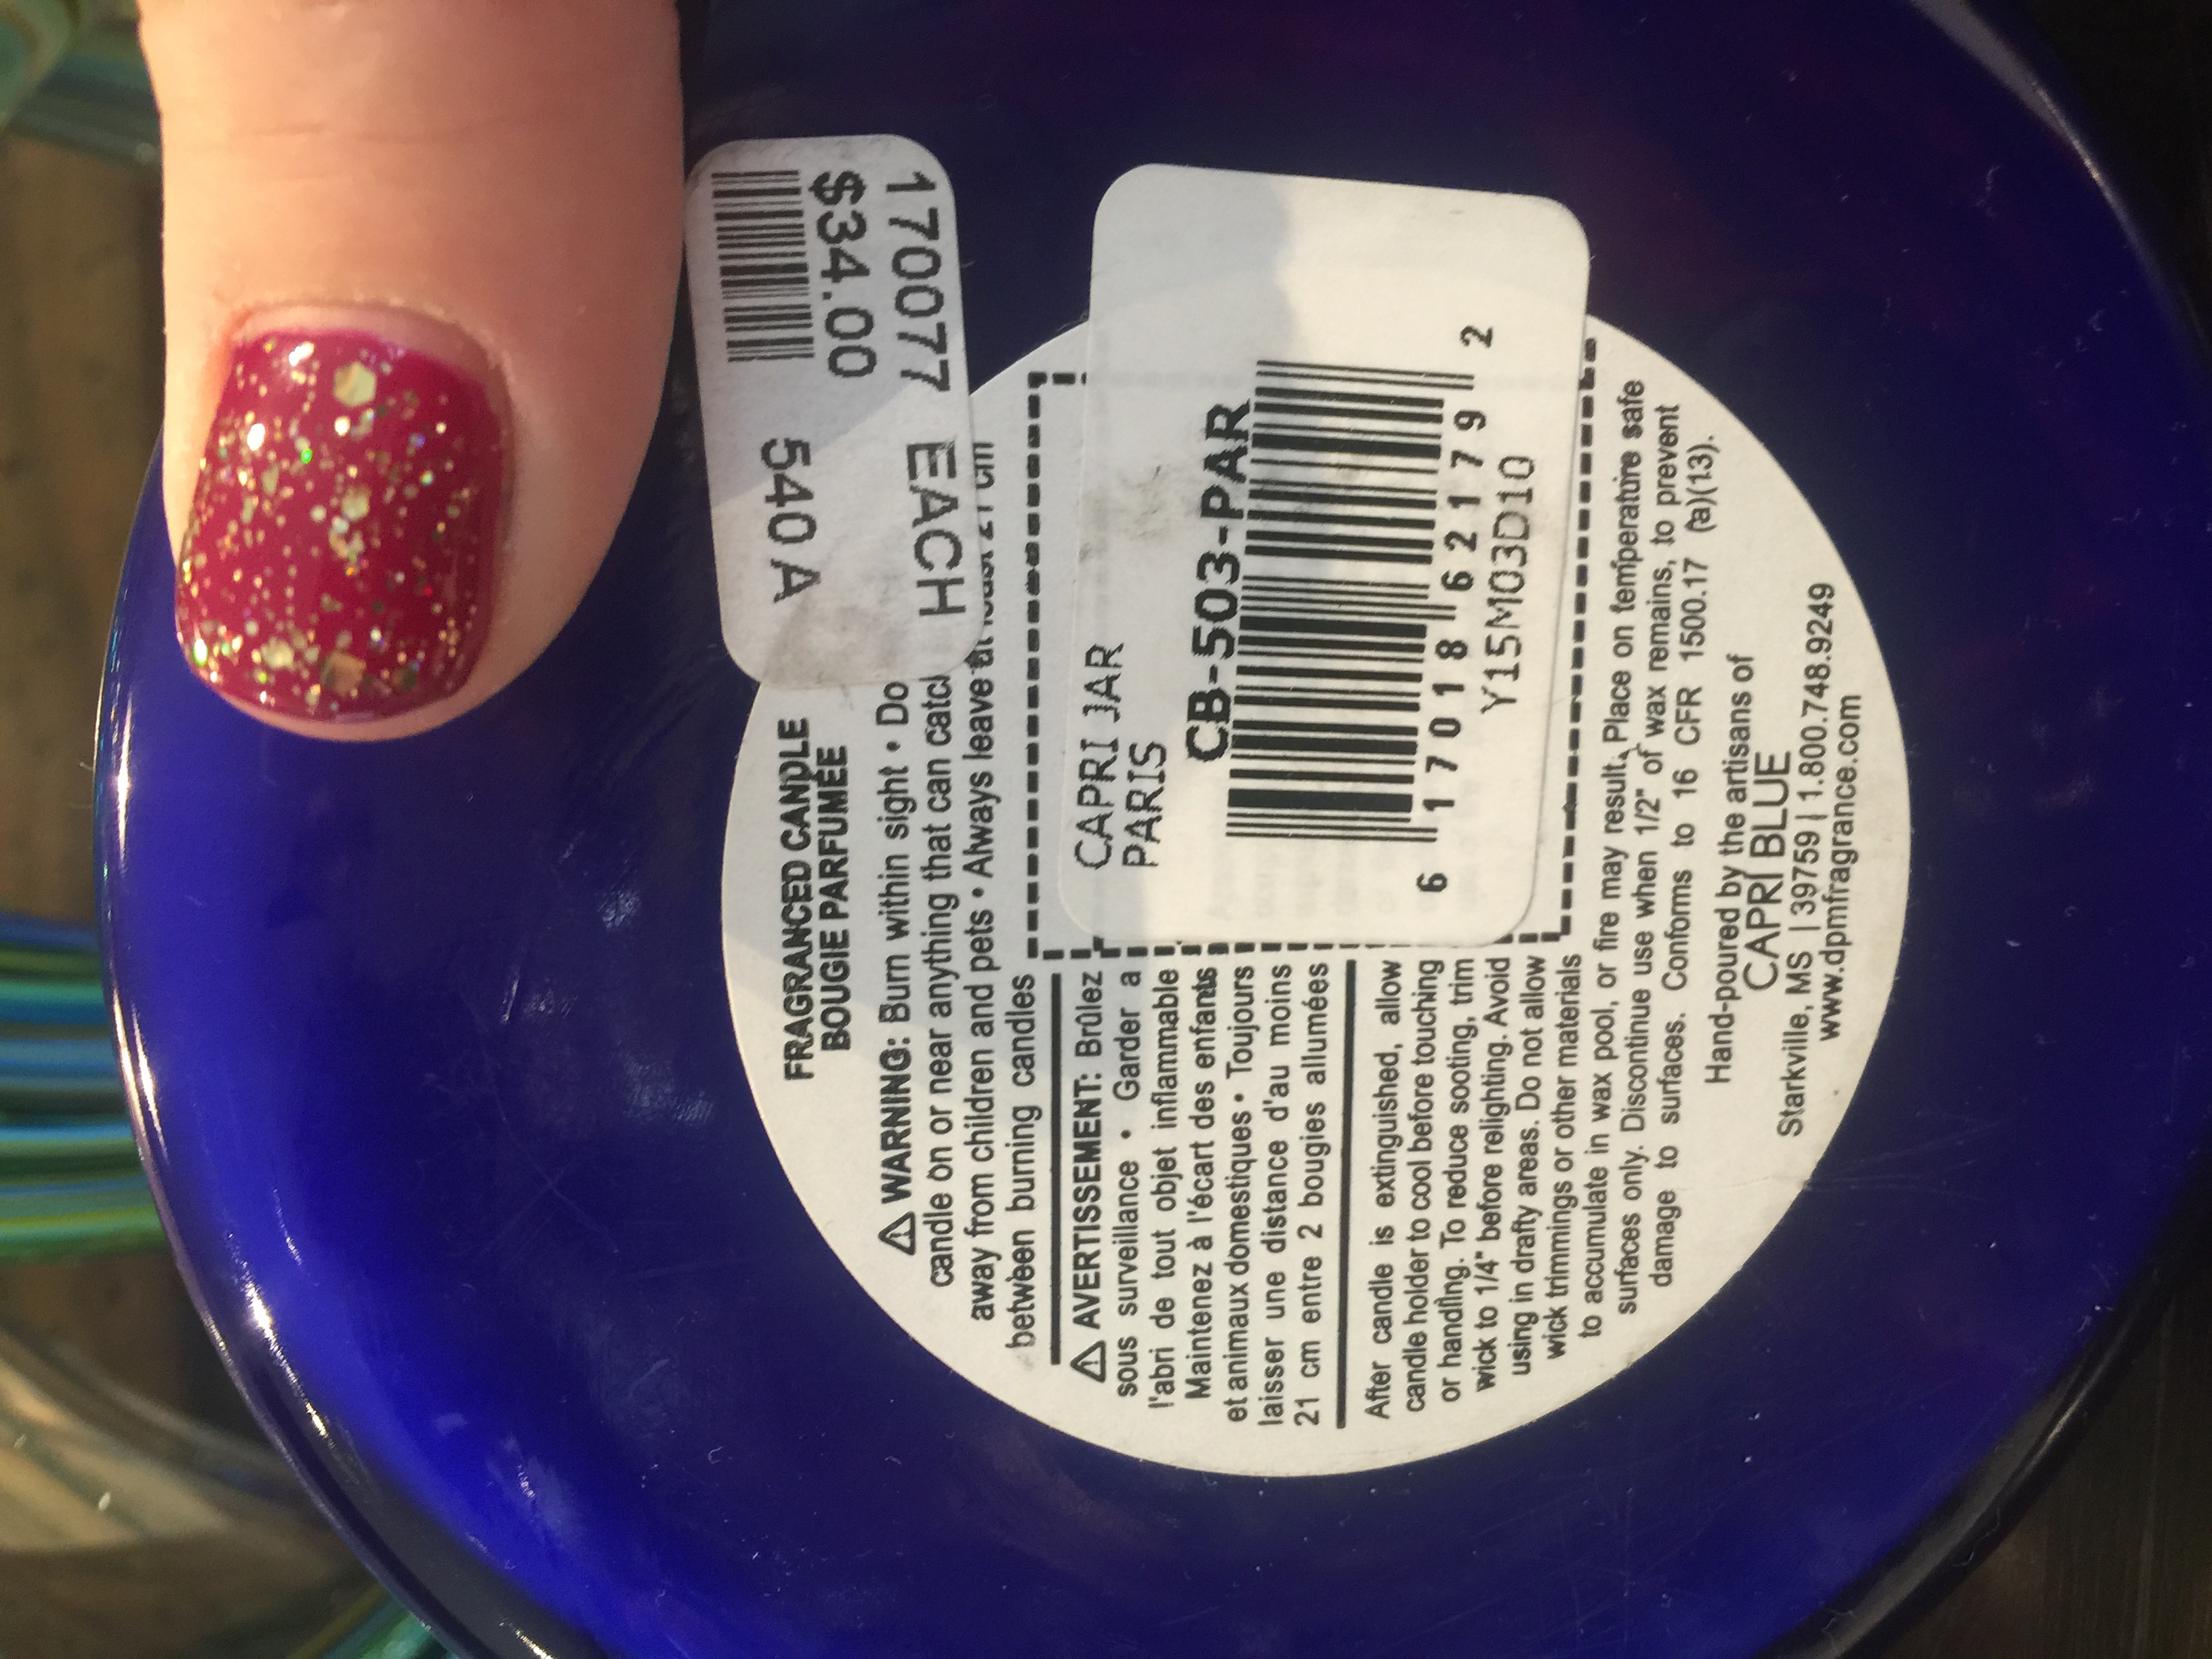 FRAGRANCED CANDLE
BOUGIE PARFUMÉE
⚠ WARNING: Burn within sight • Do
candle on or near anything that can
away from children and pets • Always leave at least 21 cm
between burning candles
⚠ AVERTISSEMENT: Brûlez
sous surveillance • Garder a
l'abri de tout objet inflammable
Maintenez à l'écart des enfants
et animaux domestiques • Toujours
laisser une distance d'au moins
21 cm entre 2 bougies allumées
After candle is extinguished, allow
candle holder to cool before touching
or handling. To reduce sooting, trim
wick to 1/4" before relighting. Avoid
using in drafty areas. Do not allow
wick trimmings or other materials
to accumulate in wax pool, or fire may result. Place on temperature safe
surfaces only. Discontinue use when 1/2" of wax remains, to prevent
damage to surfaces. Conforms to 16 CFR 1500.17 (a)(13).
Hand-poured by the artisans of
CAPRI BLUE
Starkville, MS | 39759 | 1.800.748.9249
www.dpmfragrance.com
170077 EACH
$34.00
540 A
CAPRI JAR
PARIS
CB-503-PAR
6 17018 62179 2
Y15M03D10